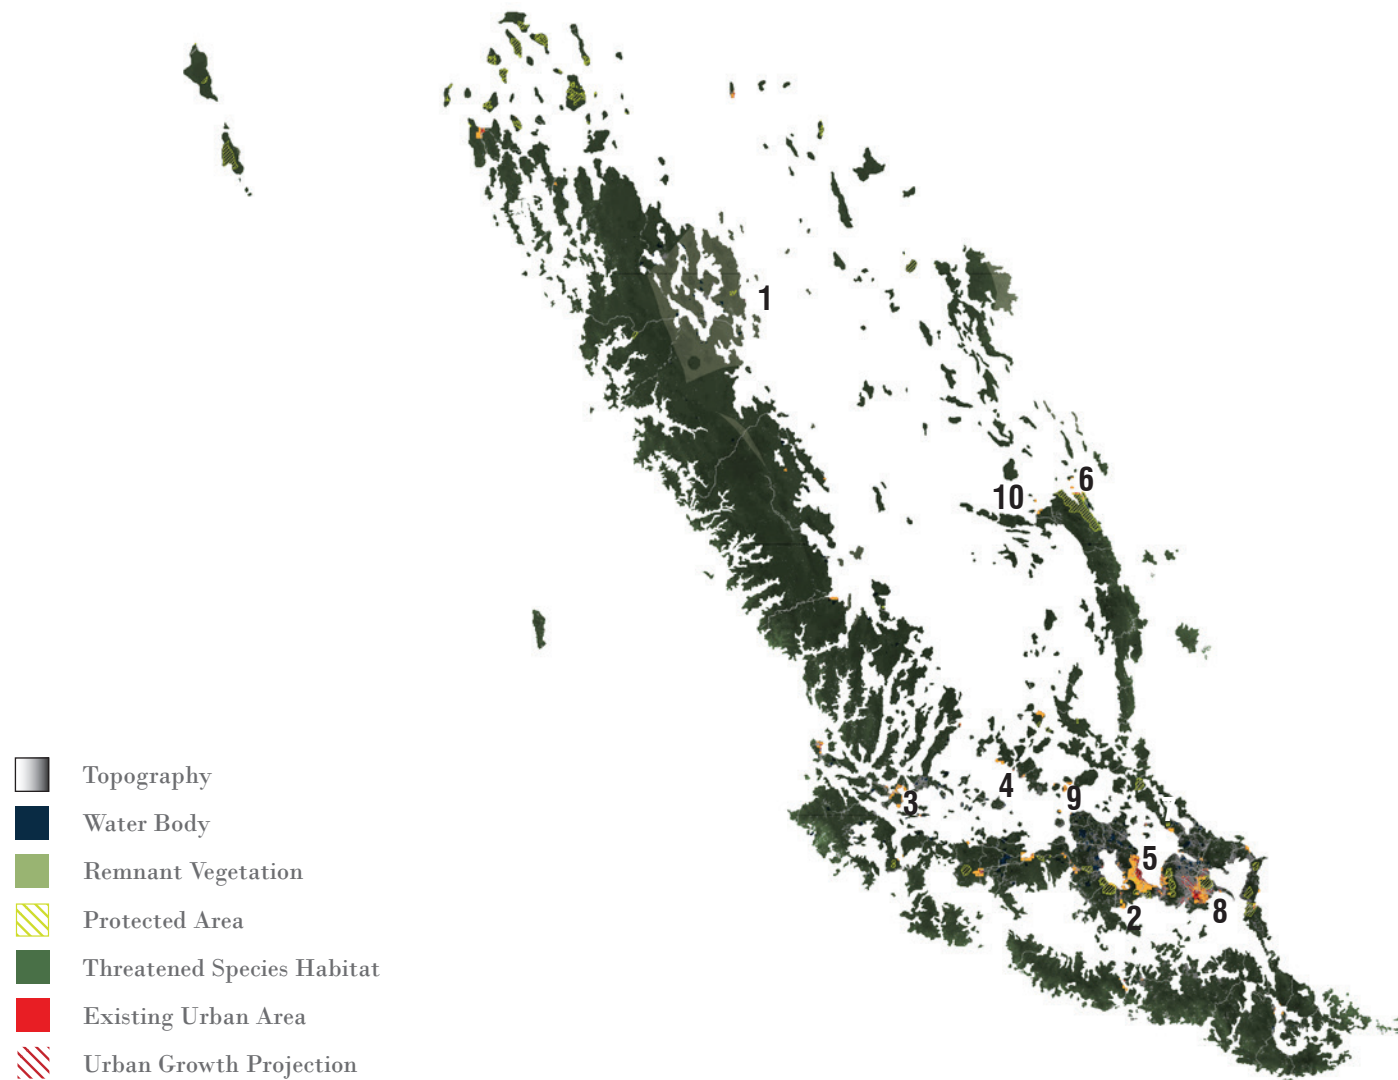 1
6
10
3
4
9
5
2
8
Topography
Water Body
Remnant Vegetation
Protected Area
Threatened Species Habitat
Existing Urban Area
Urban Growth Projection